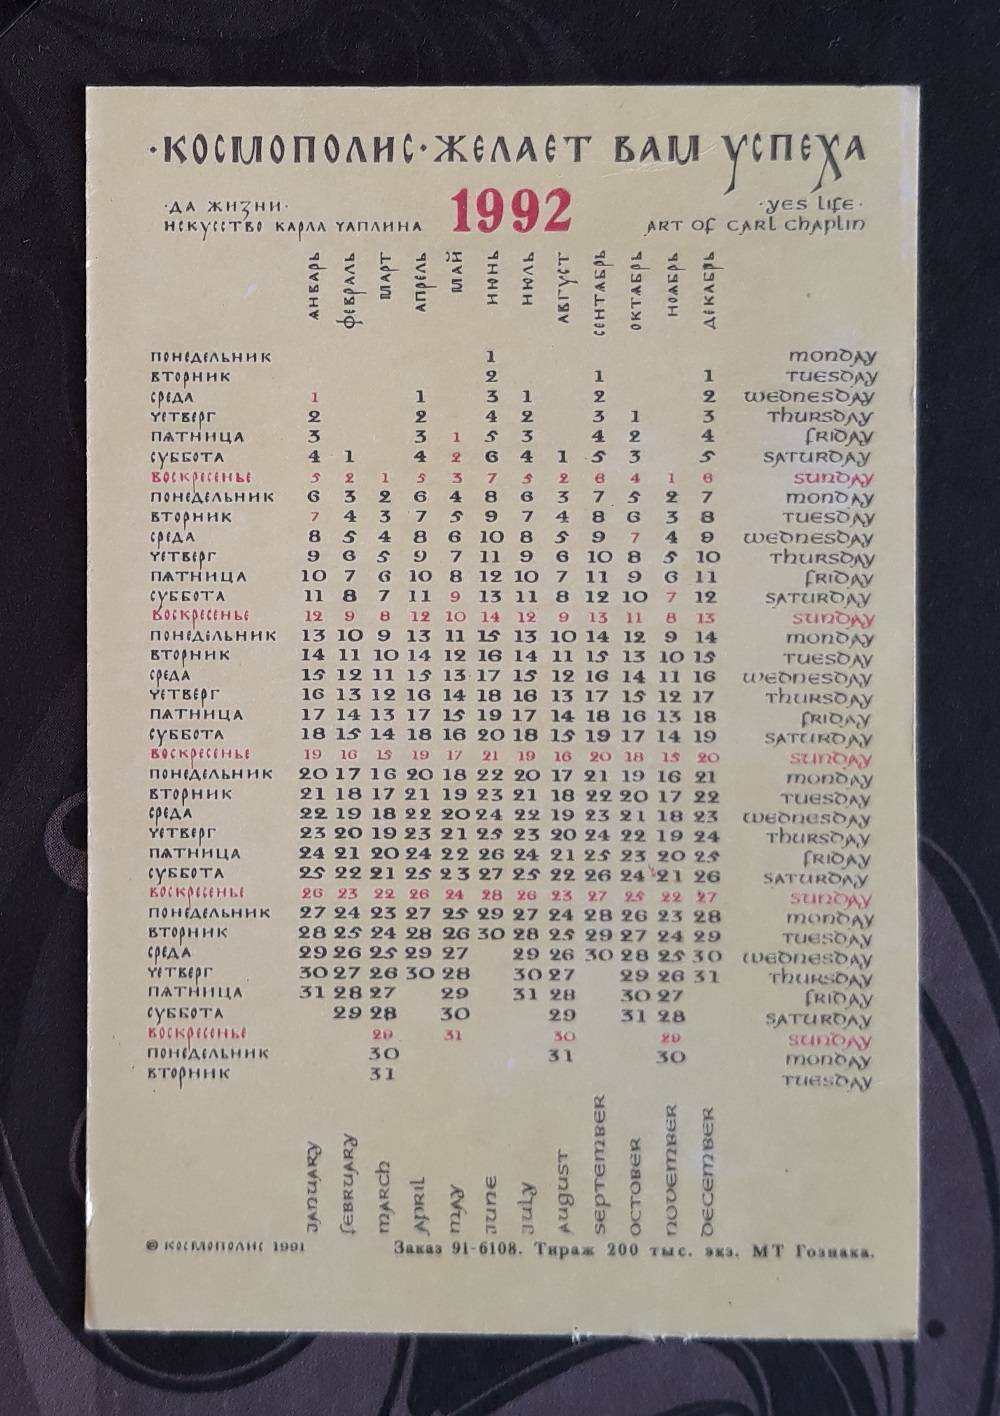 ·КОСМОПОЛИС·ЖЕЛАЕТ ВАМ УСПЕХА
·ДА ЖИЗНИ· 1992 ·YES LIFE·
ИСКУССТВО КАРЛА ЧАПЛИНА ART OF CARL CHAPLIN
ЯНВАРЬ ФЕВРАЛЬ МАРТ АПРЕЛЬ МАЙ ИЮНЬ ИЮЛЬ АВГУСТ СЕНТЯБРЬ ОКТЯБРЬ НОЯБРЬ ДЕКАБРЬ
ПОНЕДЕЛЬНИК 1 MONDAY
ВТОРНИК 2 1 1 TUESDAY
СРЕДА 1 1 3 1 2 2 WEDNESDAY
ЧЕТВЕРГ 2 2 4 2 3 1 3 THURSDAY
ПЯТНИЦА 3 3 1 5 3 4 2 4 FRIDAY
СУББОТА 4 1 4 2 6 4 1 5 3 5 SATURDAY
ВОСКРЕСЕНЬЕ 5 2 1 5 3 7 5 2 6 4 1 6 SUNDAY
ПОНЕДЕЛЬНИК 6 3 2 6 4 8 6 3 7 5 2 7 MONDAY
ВТОРНИК 7 4 3 7 5 9 7 4 8 6 3 8 TUESDAY
СРЕДА 8 5 4 8 6 10 8 5 9 7 4 9 WEDNESDAY
ЧЕТВЕРГ 9 6 5 9 7 11 9 6 10 8 5 10 THURSDAY
ПЯТНИЦА 10 7 6 10 8 12 10 7 11 9 6 11 FRIDAY
СУББОТА 11 8 7 11 9 13 11 8 12 10 7 12 SATURDAY
ВОСКРЕСЕНЬЕ 12 9 8 12 10 14 12 9 13 11 8 13 SUNDAY
ПОНЕДЕЛЬНИК 13 10 9 13 11 15 13 10 14 12 9 14 MONDAY
ВТОРНИК 14 11 10 14 12 16 14 11 15 13 10 15 TUESDAY
СРЕДА 15 12 11 15 13 17 15 12 16 14 11 16 WEDNESDAY
ЧЕТВЕРГ 16 13 12 16 14 18 16 13 17 15 12 17 THURSDAY
ПЯТНИЦА 17 14 13 17 15 19 17 14 18 16 13 18 FRIDAY
СУББОТА 18 15 14 18 16 20 18 15 19 17 14 19 SATURDAY
ВОСКРЕСЕНЬЕ 19 16 15 19 17 21 19 16 20 18 15 20 SUNDAY
ПОНЕДЕЛЬНИК 20 17 16 20 18 22 20 17 21 19 16 21 MONDAY
ВТОРНИК 21 18 17 21 19 23 21 18 22 20 17 22 TUESDAY
СРЕДА 22 19 18 22 20 24 22 19 23 21 18 23 WEDNESDAY
ЧЕТВЕРГ 23 20 19 23 21 25 23 20 24 22 19 24 THURSDAY
ПЯТНИЦА 24 21 20 24 22 26 24 21 25 23 20 25 FRIDAY
СУББОТА 25 22 21 25 23 27 25 22 26 24 21 26 SATURDAY
ВОСКРЕСЕНЬЕ 26 23 22 26 24 28 26 23 27 25 22 27 SUNDAY
ПОНЕДЕЛЬНИК 27 24 23 27 25 29 27 24 28 26 23 28 MONDAY
ВТОРНИК 28 25 24 28 26 30 28 25 29 27 24 29 TUESDAY
СРЕДА 29 26 25 29 27 29 26 30 28 25 30 WEDNESDAY
ЧЕТВЕРГ 30 27 26 30 28 30 27 29 26 31 THURSDAY
ПЯТНИЦА 31 28 27 29 31 28 30 27 FRIDAY
СУББОТА 29 28 30 29 31 28 SATURDAY
ВОСКРЕСЕНЬЕ 29 31 30 29 SUNDAY
ПОНЕДЕЛЬНИК 30 31 30 MONDAY
ВТОРНИК 31 TUESDAY
JANUARY FEBRUARY MARCH APRIL MAY JUNE JULY AUGUST SEPTEMBER OCTOBER NOVEMBER DECEMBER
© КОСМОПОЛИС 1991 Заказ 91-6108. Тираж 200 тыс. экз. МТ Гознака.